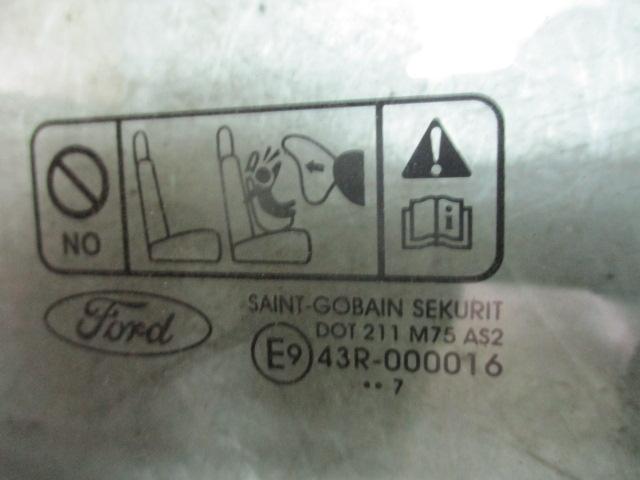 NO
i
Ford
SAINT-GOBAIN SEKURIT
DOT 211 M75 AS2
E9 43R-000016
•• 7